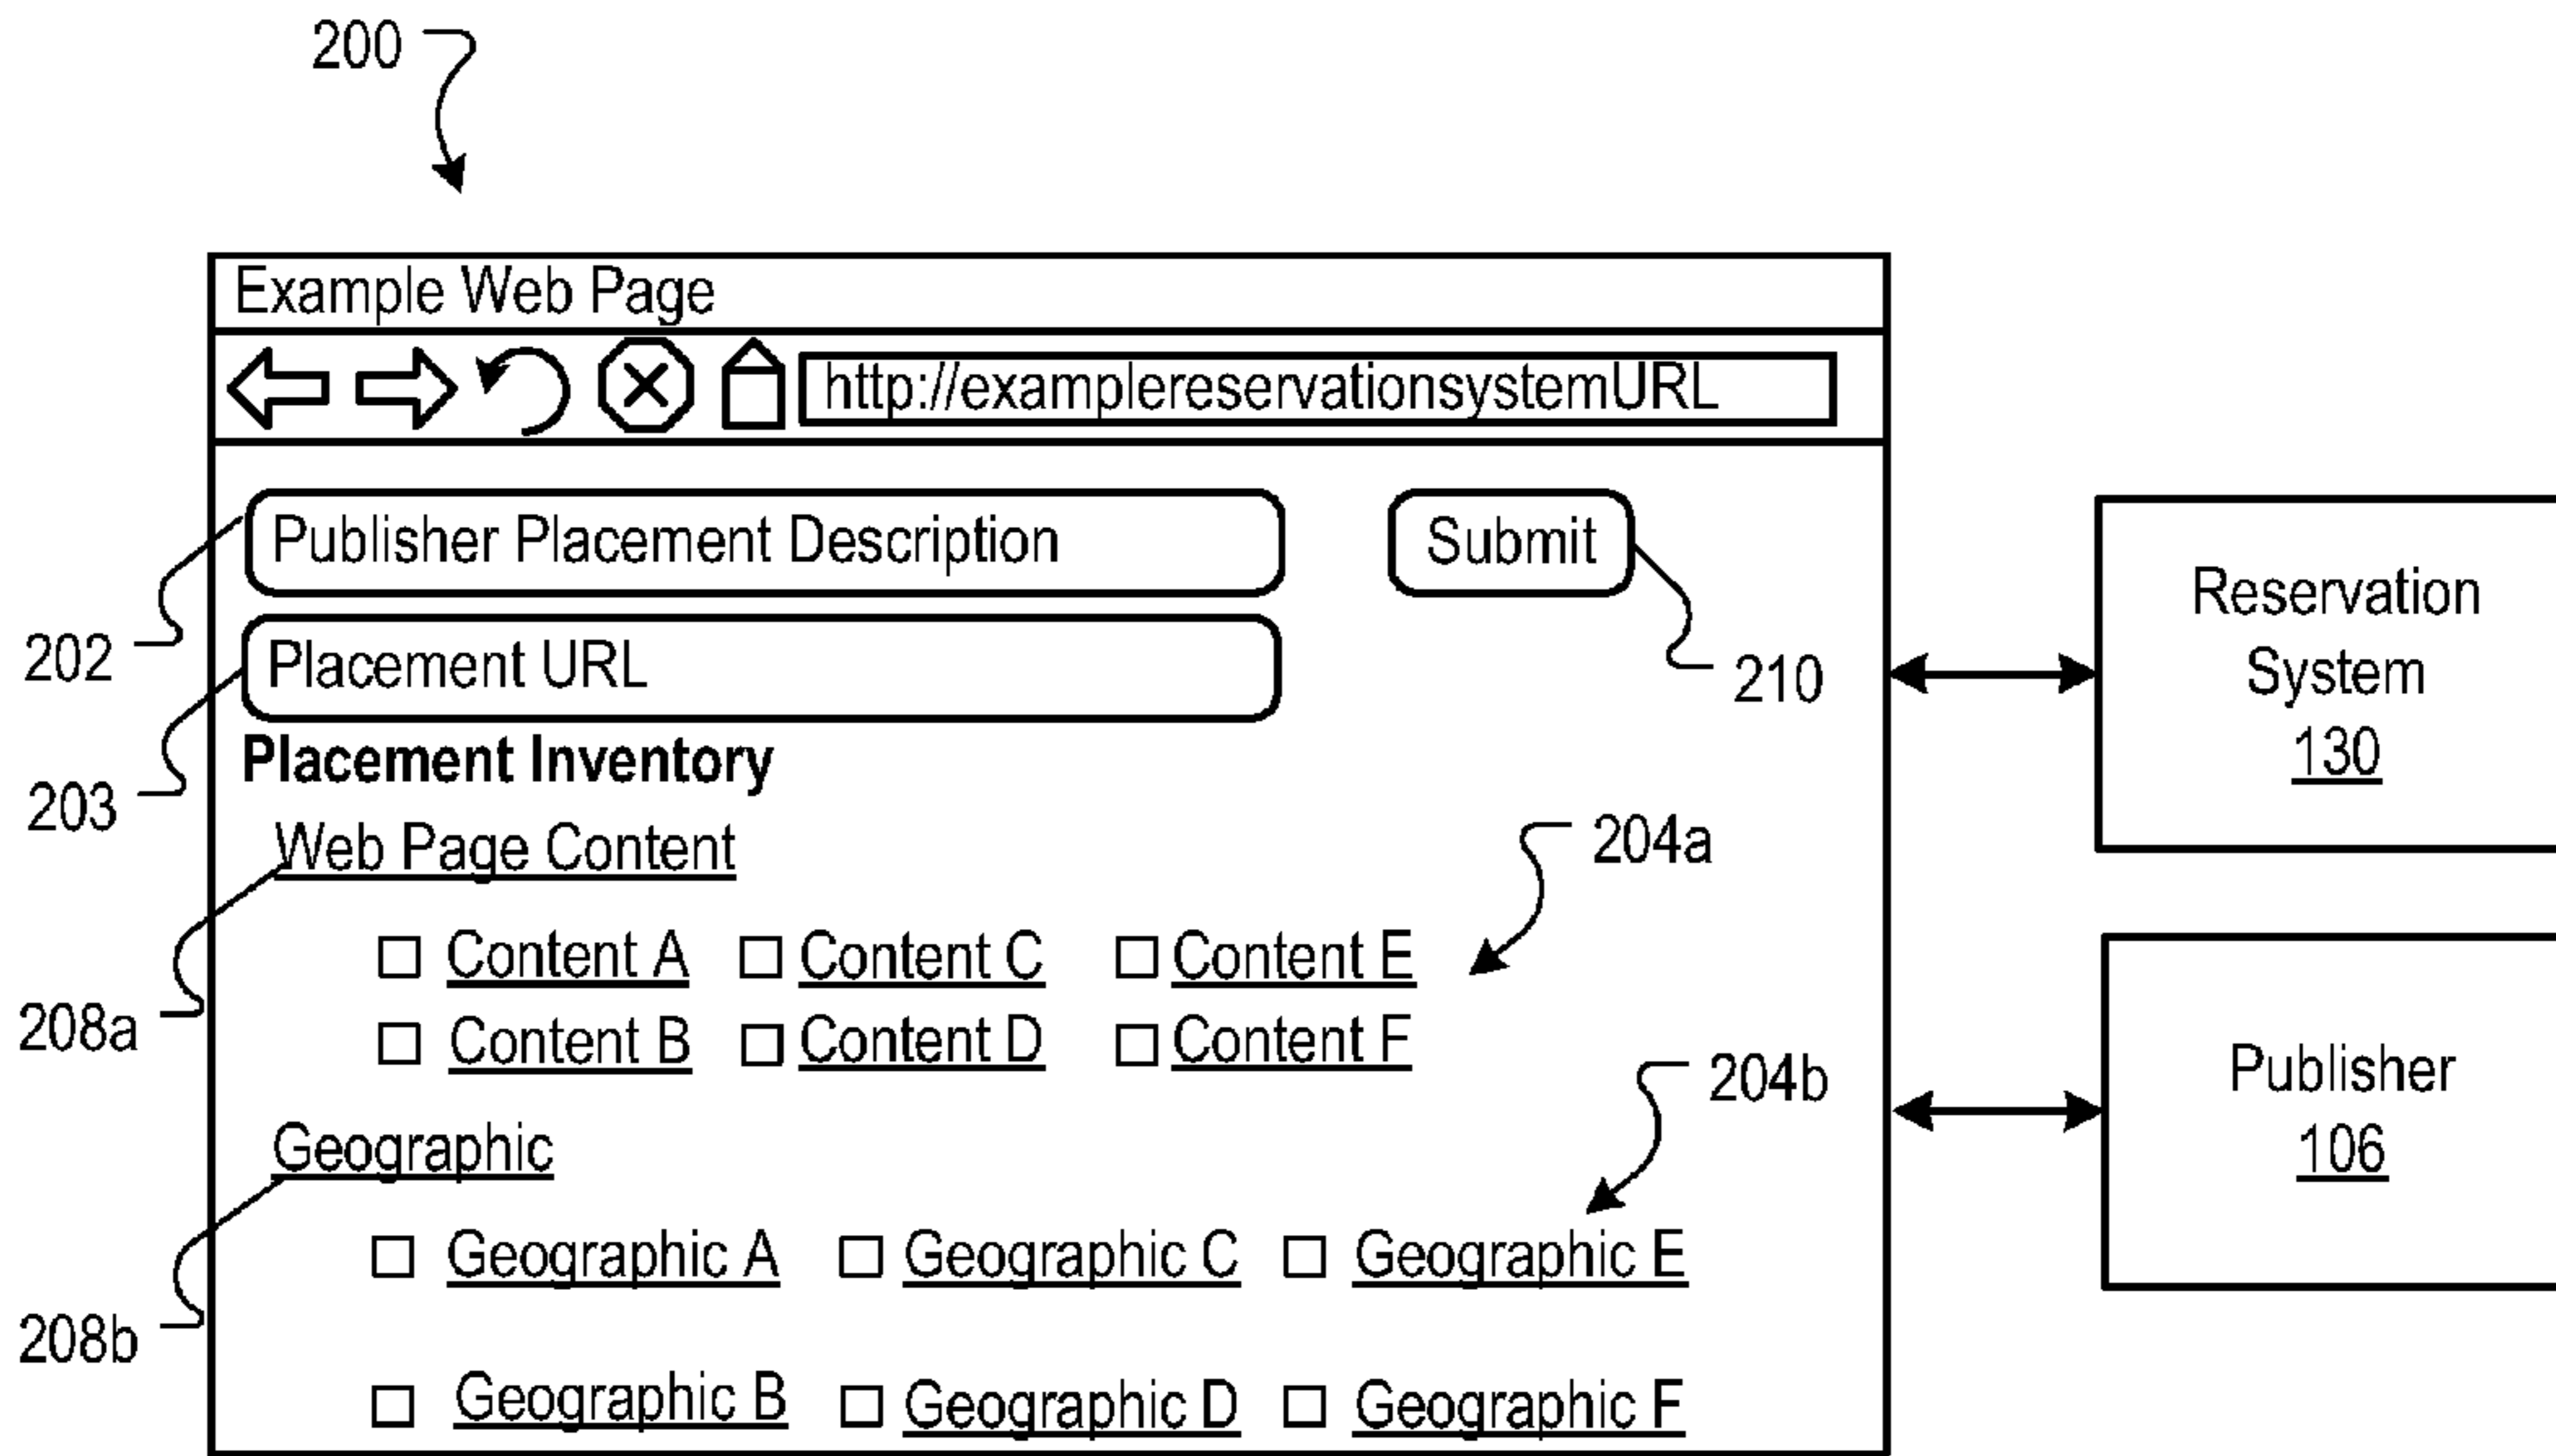 200
Example Web Page
http://examplereservationsystemURL
Publisher Placement Description
Submit
202
Placement URL
210
203
Placement Inventory
Web Page Content
204a
Content A
Content C
Content E
208a
Content B
Content D
Content F
204b
Geographic
Geographic A
Geographic C
Geographic E
208b
Geographic B
Geographic D
Geographic F
Reservation
System
130
Publisher
106